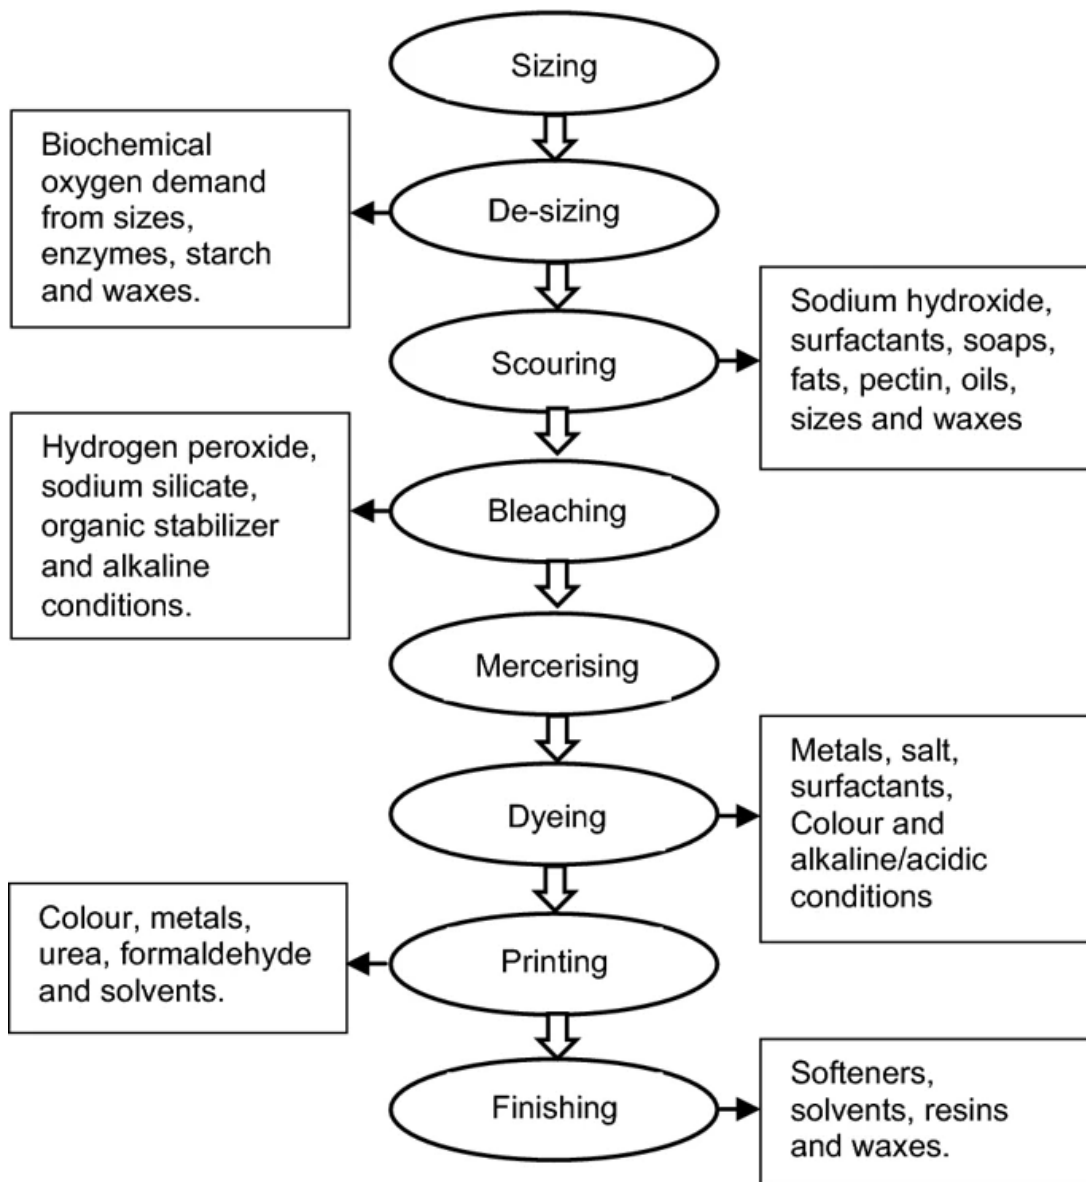 Sizing
Biochemical
oxygen demand
from sizes,
enzymes, starch
and waxes.
De-sizing
Sodium hydroxide,
surfactants, soaps,
fats, pectin, oils,
sizes and waxes
Scouring
Hydrogen peroxide,
sodium silicate,
organic stabilizer
and alkaline
conditions.
Bleaching
Mercerising
Metals, salt,
surfactants,
Colour and
alkaline/acidic
conditions
Dyeing
Colour, metals,
urea, formaldehyde
and solvents.
Printing
Finishing
Softeners,
solvents, resins
and waxes.